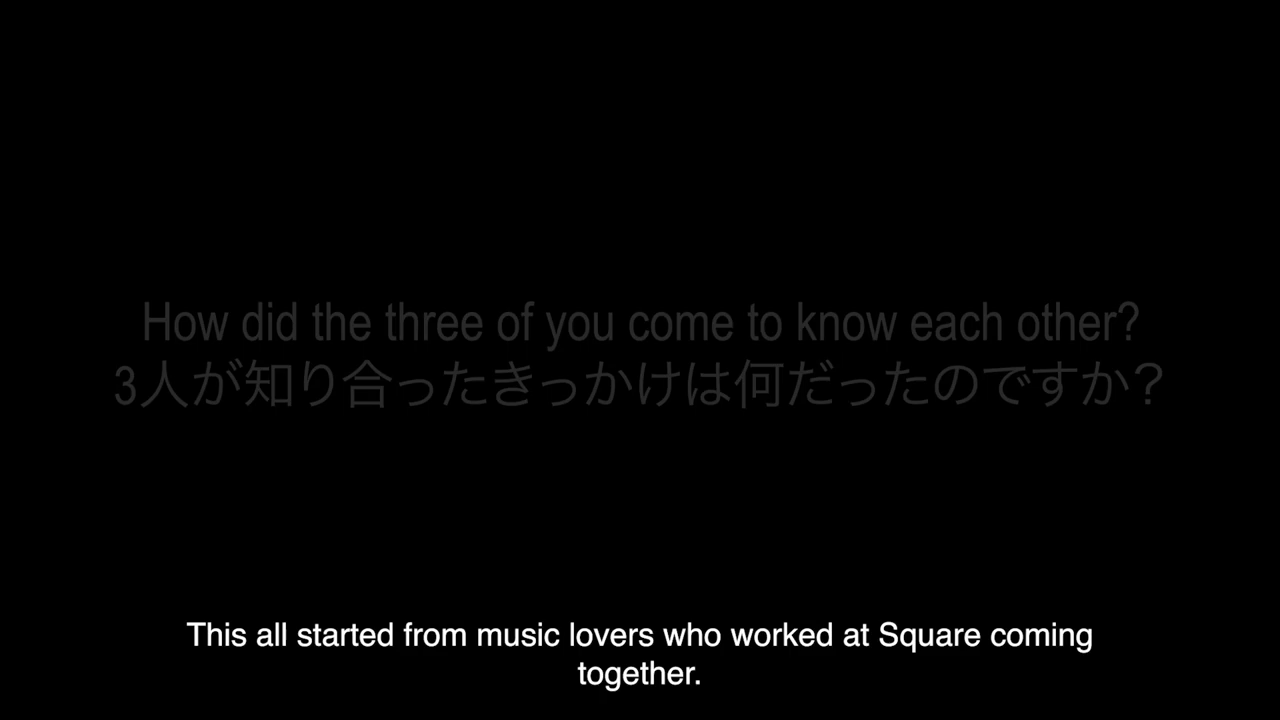 How did the three of you come to know each other?
3人が知り合ったきっかけは何だったのですか?
This all started from music lovers who worked at Square coming
together.